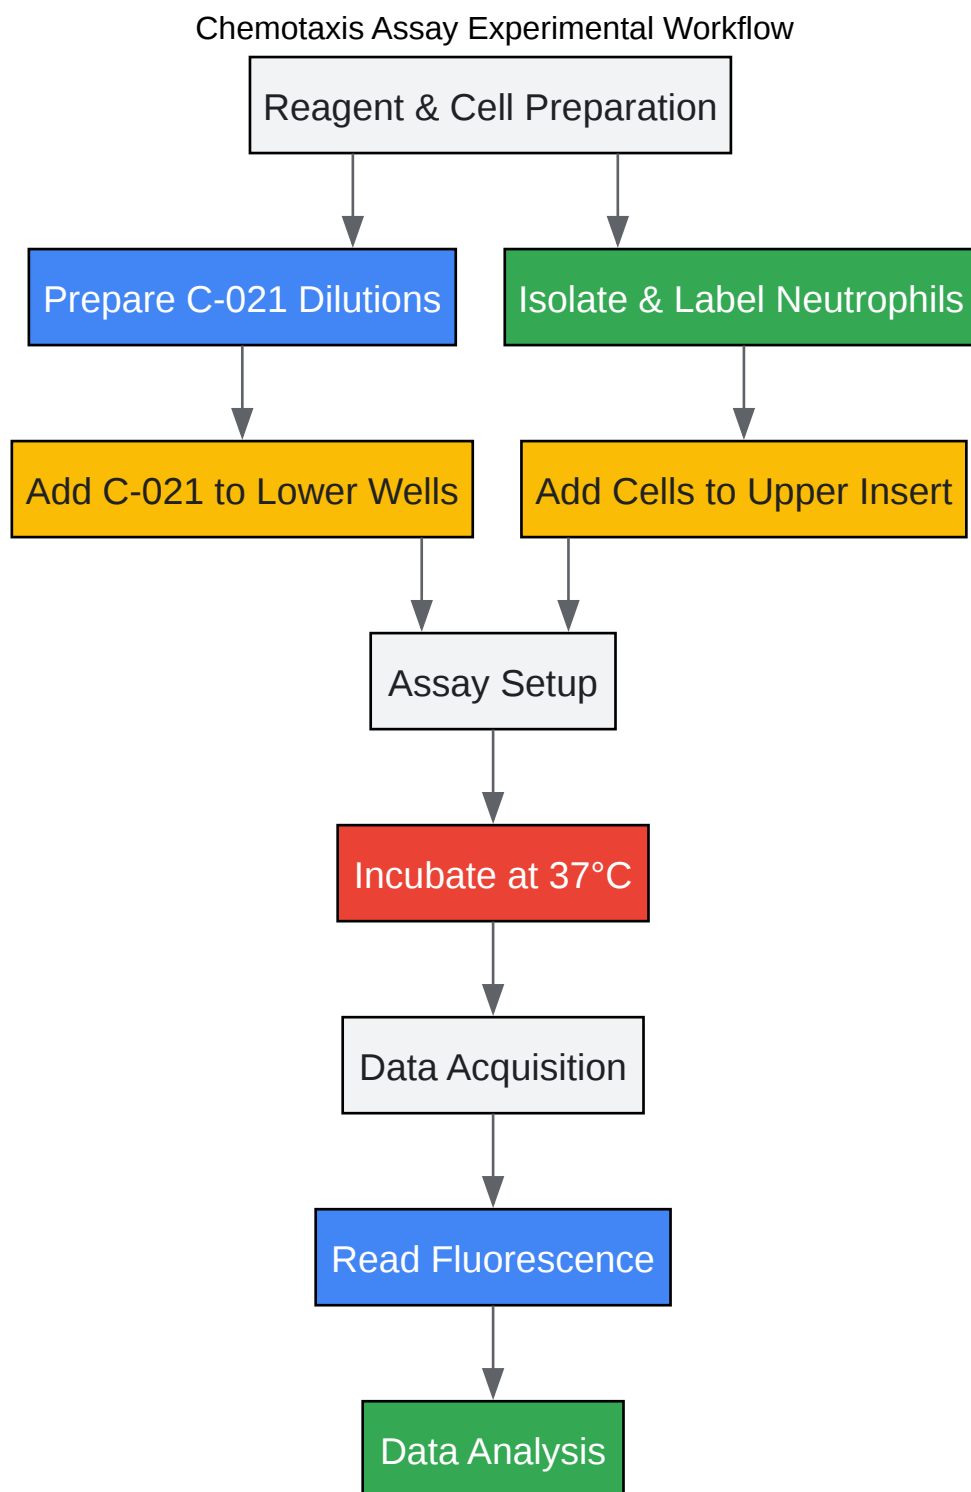 Chemotaxis Assay Experimental Workflow
Reagent & Cell Preparation
Prepare C-021 Dilutions
Isolate & Label Neutrophils
Add C-021 to Lower Wells
Add Cells to Upper Insert
Assay Setup
Incubate at 37°C
Data Acquisition
Read Fluorescence
Data Analysis